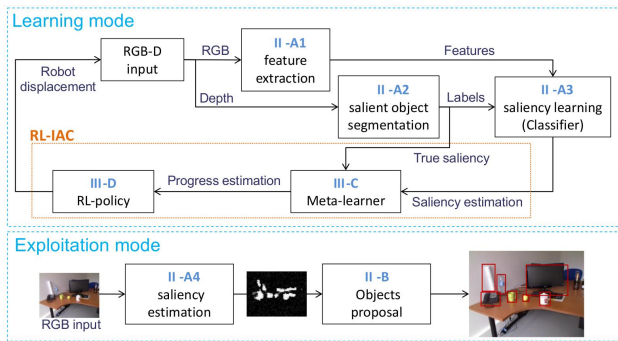 Learning mode
RGB-D
input
RGB
II -A1
feature
extraction
Features
Robot
displacement
Depth
II -A2
salient object
segmentation
Labels
II -A3
saliency learning
(Classifier)
RL-IAC
True saliency
III-D
RL-policy
Progress estimation
III-C
Meta-learner
Saliency estimation
Exploitation mode
RGB input
II -A4
saliency
estimation
II -B
Objects
proposal